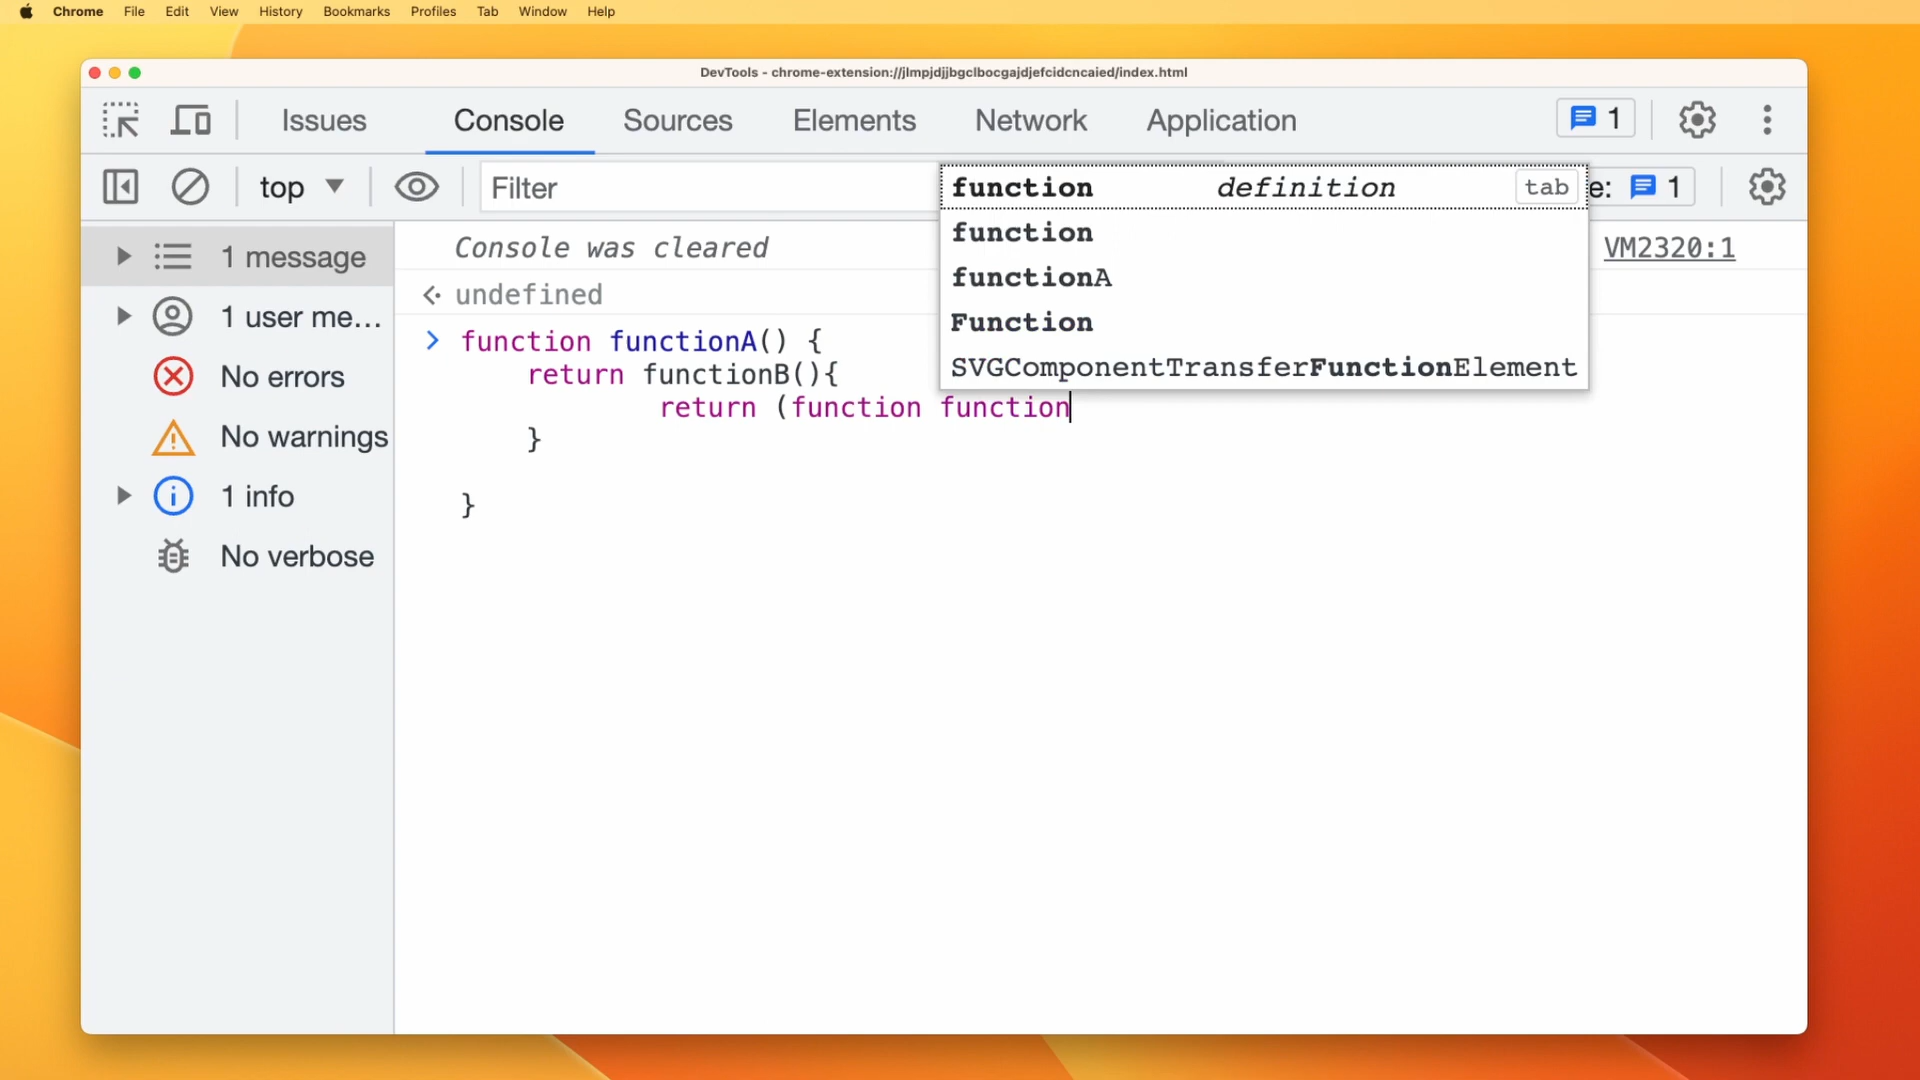 Chrome File Edit View History Bookmarks Profiles Tab Window Help
DevTools - chrome-extension://jlmpjdjjbgclbocgajdjefcidcncaied/index.html
Issues Console Sources Elements Network Application 1
top Filter e: 1
function definition tab
function
functionA
Function
SVGComponentTransferFunctionElement
1 message
1 user me…
No errors
No warnings
1 info
No verbose
Console was cleared VM2320:1
undefined
function functionA() {
return functionB(){
return (function function
}
}